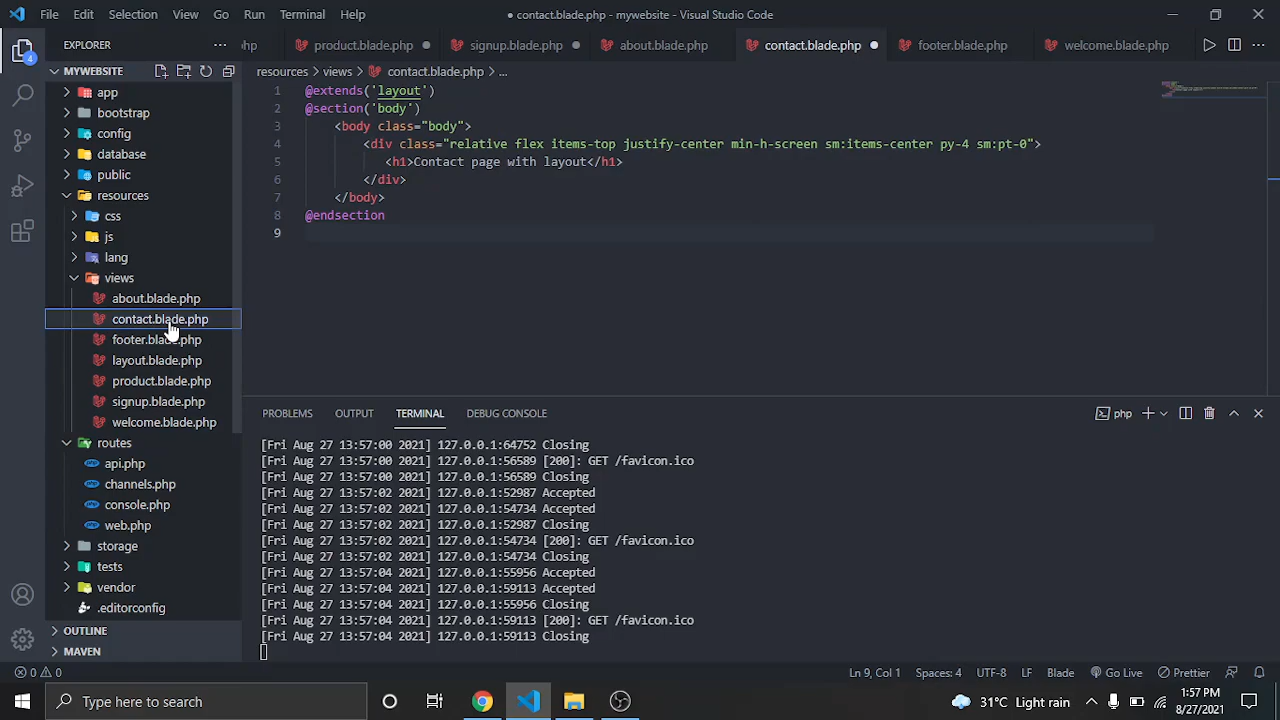 File Edit Selection View Go Run Terminal Help
contact.blade.php - mywebsite - Visual Studio Code
EXPLORER
hp product.blade.php signup.blade.php about.blade.php contact.blade.php footer.blade.php welcome.blade.php
MYWEBSITE
resources > views > contact.blade.php > ...
4
app
bootstrap
config
database
public
resources
css
js
lang
views
about.blade.php
contact.blade.php
footer.blade.php
layout.blade.php
product.blade.php
signup.blade.php
welcome.blade.php
routes
api.php
channels.php
console.php
web.php
storage
tests
vendor
.editorconfig
OUTLINE
MAVEN
1 @extends('layout')
2 @section('body')
3 <body class="body">
4 <div class="relative flex items-top justify-center min-h-screen sm:items-center py-4 sm:pt-0">
5 <h1>Contact page with layout</h1>
6 </div>
7 </body>
8 @endsection
9
PROBLEMS OUTPUT TERMINAL DEBUG CONSOLE
php
[Fri Aug 27 13:57:00 2021] 127.0.0.1:64752 Closing
[Fri Aug 27 13:57:00 2021] 127.0.0.1:56589 [200]: GET /favicon.ico
[Fri Aug 27 13:57:00 2021] 127.0.0.1:56589 Closing
[Fri Aug 27 13:57:02 2021] 127.0.0.1:52987 Accepted
[Fri Aug 27 13:57:02 2021] 127.0.0.1:54734 Accepted
[Fri Aug 27 13:57:02 2021] 127.0.0.1:52987 Closing
[Fri Aug 27 13:57:02 2021] 127.0.0.1:54734 [200]: GET /favicon.ico
[Fri Aug 27 13:57:02 2021] 127.0.0.1:54734 Closing
[Fri Aug 27 13:57:04 2021] 127.0.0.1:55956 Accepted
[Fri Aug 27 13:57:04 2021] 127.0.0.1:59113 Accepted
[Fri Aug 27 13:57:04 2021] 127.0.0.1:55956 Closing
[Fri Aug 27 13:57:04 2021] 127.0.0.1:59113 [200]: GET /favicon.ico
[Fri Aug 27 13:57:04 2021] 127.0.0.1:59113 Closing
0 0 Ln 9, Col 1 Spaces: 4 UTF-8 LF Blade Go Live Prettier
Type here to search
31°C Light rain
1:57 PM
8/27/2021